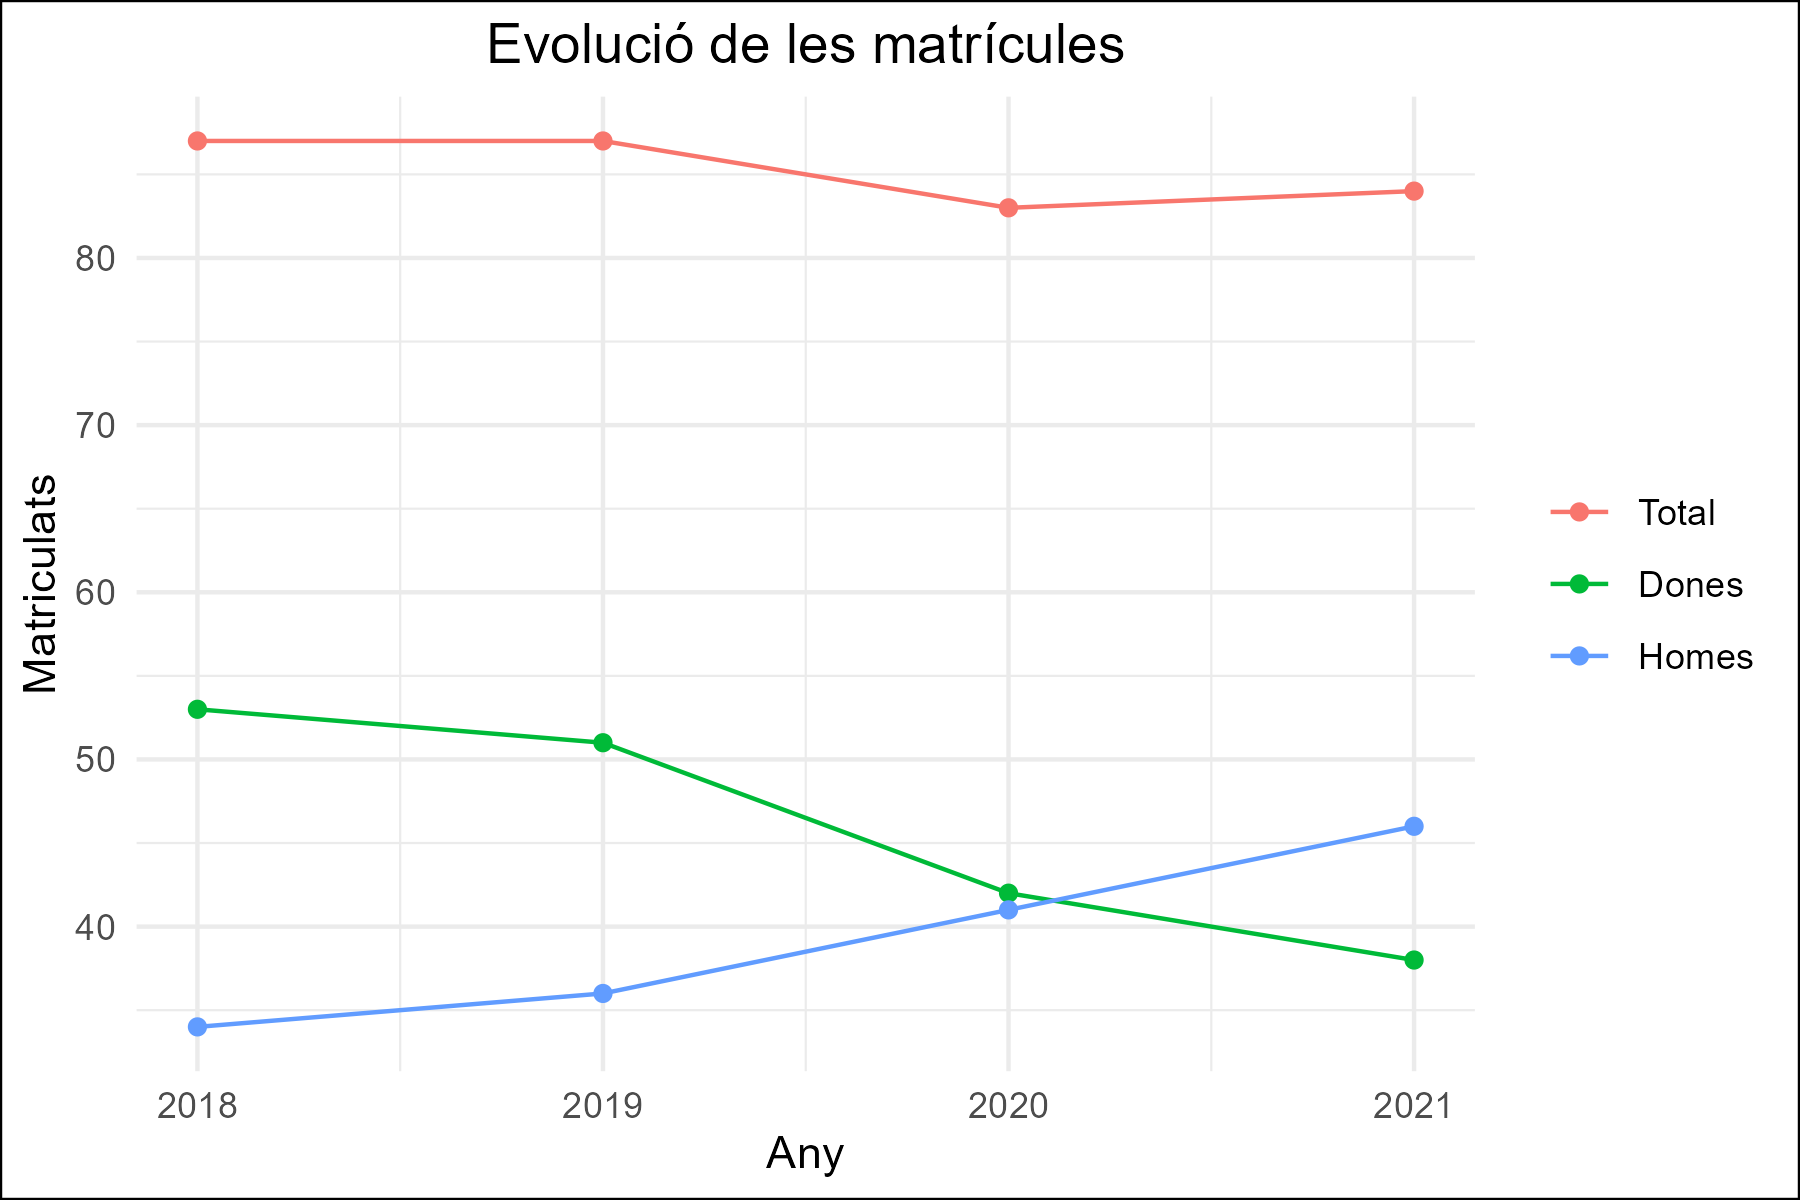 Evolució de les matrícules
Matriculats
80
70
60
50
40
2018
2019
2020
2021
Any
Total
Dones
Homes